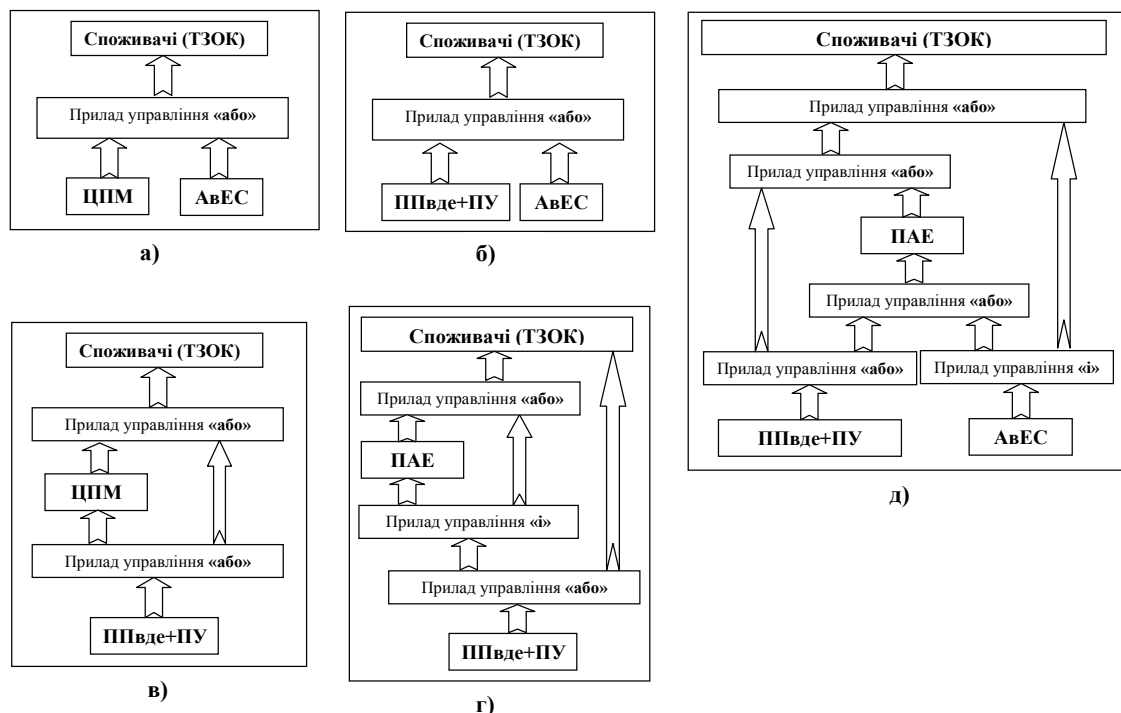 Споживачі (ТЗОК)
Прилад управління «або»
ЦПМ
АвЕС
а)
Споживачі (ТЗОК)
Прилад управління «або»
ППвде+ПУ
АвЕС
б)
Споживачі (ТЗОК)
Прилад управління «або»
ЦПМ
Прилад управління «або»
ППвде+ПУ
в)
Споживачі (ТЗОК)
Прилад управління «або»
ПАЕ
Прилад управління «і»
Прилад управління «або»
ППвде+ПУ
г)
Споживачі (ТЗОК)
Прилад управління «або»
Прилад управління «або»
ПАЕ
Прилад управління «або»
Прилад управління «або»
Прилад управління «і»
ППвде+ПУ
АвЕС
д)